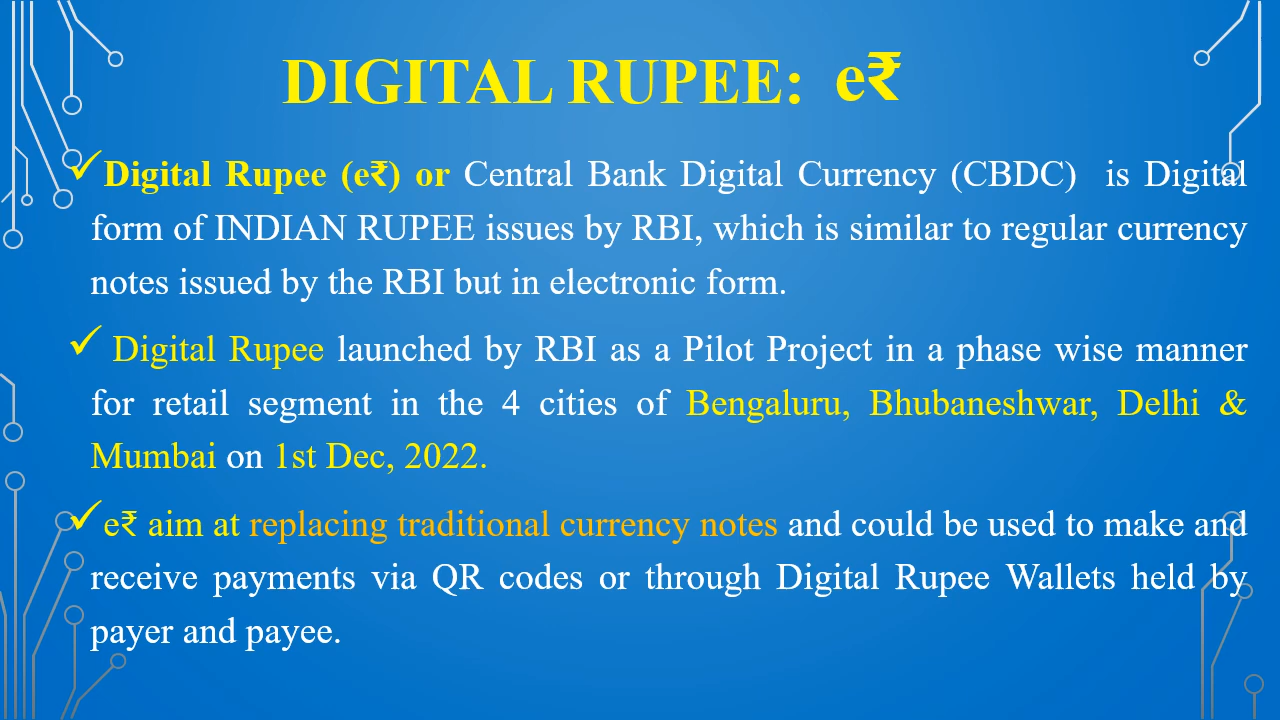 DIGITAL RUPEE: e₹
✓Digital Rupee (e₹) or Central Bank Digital Currency (CBDC) is Digital
form of INDIAN RUPEE issues by RBI, which is similar to regular currency
notes issued by the RBI but in electronic form.
✓ Digital Rupee launched by RBI as a Pilot Project in a phase wise manner
for retail segment in the 4 cities of Bengaluru, Bhubaneshwar, Delhi &
Mumbai on 1st Dec, 2022.
✓e₹ aim at replacing traditional currency notes and could be used to make and
receive payments via QR codes or through Digital Rupee Wallets held by
payer and payee.